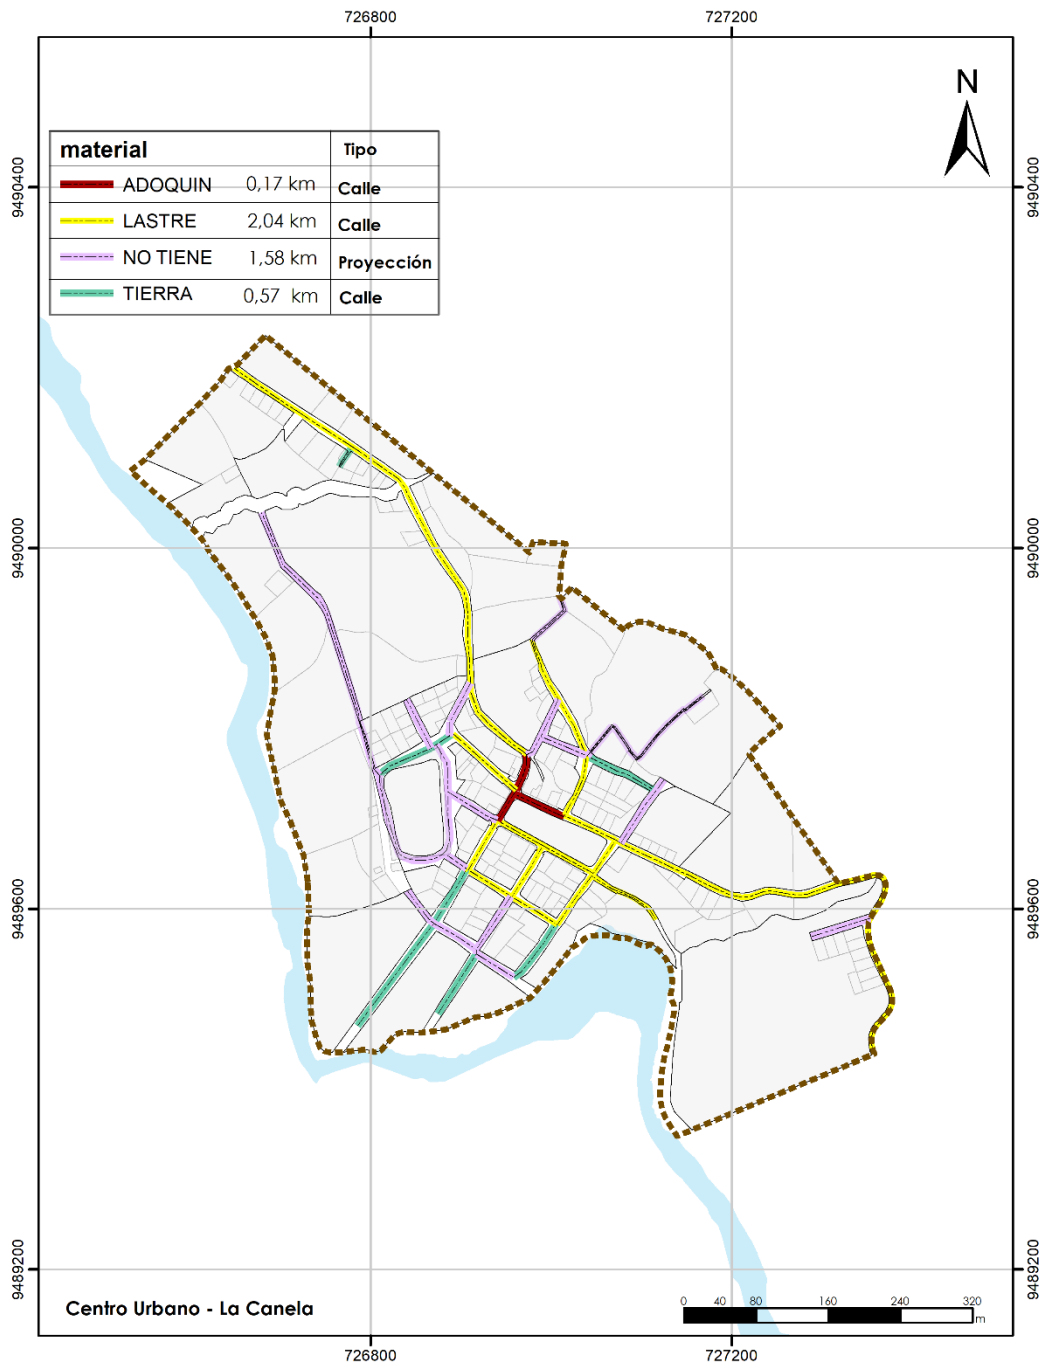 726800 727200
N
material Tipo
ADOQUIN 0,17 km Calle
LASTRE 2,04 km Calle
NO TIENE 1,58 km Proyección
TIERRA 0,57 km Calle
9490400 9490400
9490000 9490000
9489600 9489600
9489200 9489200
Centro Urbano - La Canela
0 40 80 160 240 320
m
726800 727200